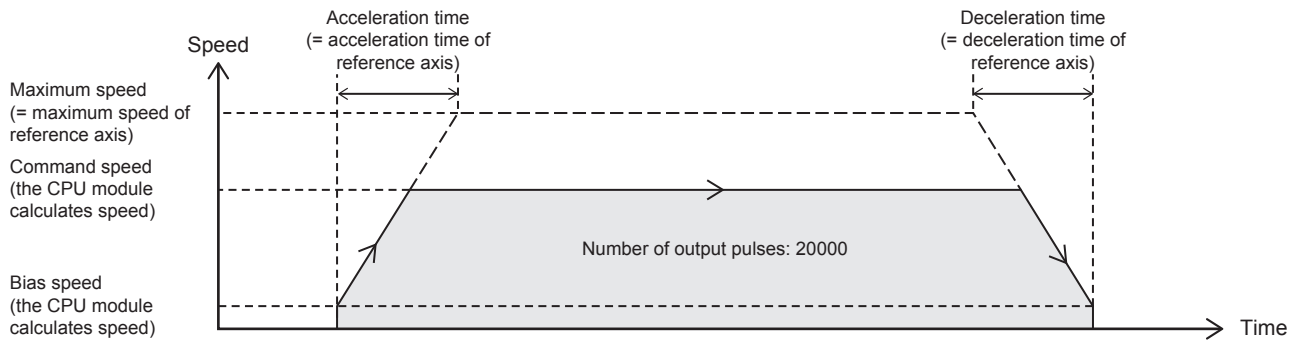 Acceleration time
(= acceleration time of
reference axis)
Deceleration time
(= deceleration time of
reference axis)
Speed
Maximum speed
(= maximum speed of
reference axis)
Command speed
(the CPU module
calculates speed)
Number of output pulses: 20000
Bias speed
(the CPU module
calculates speed)
Time